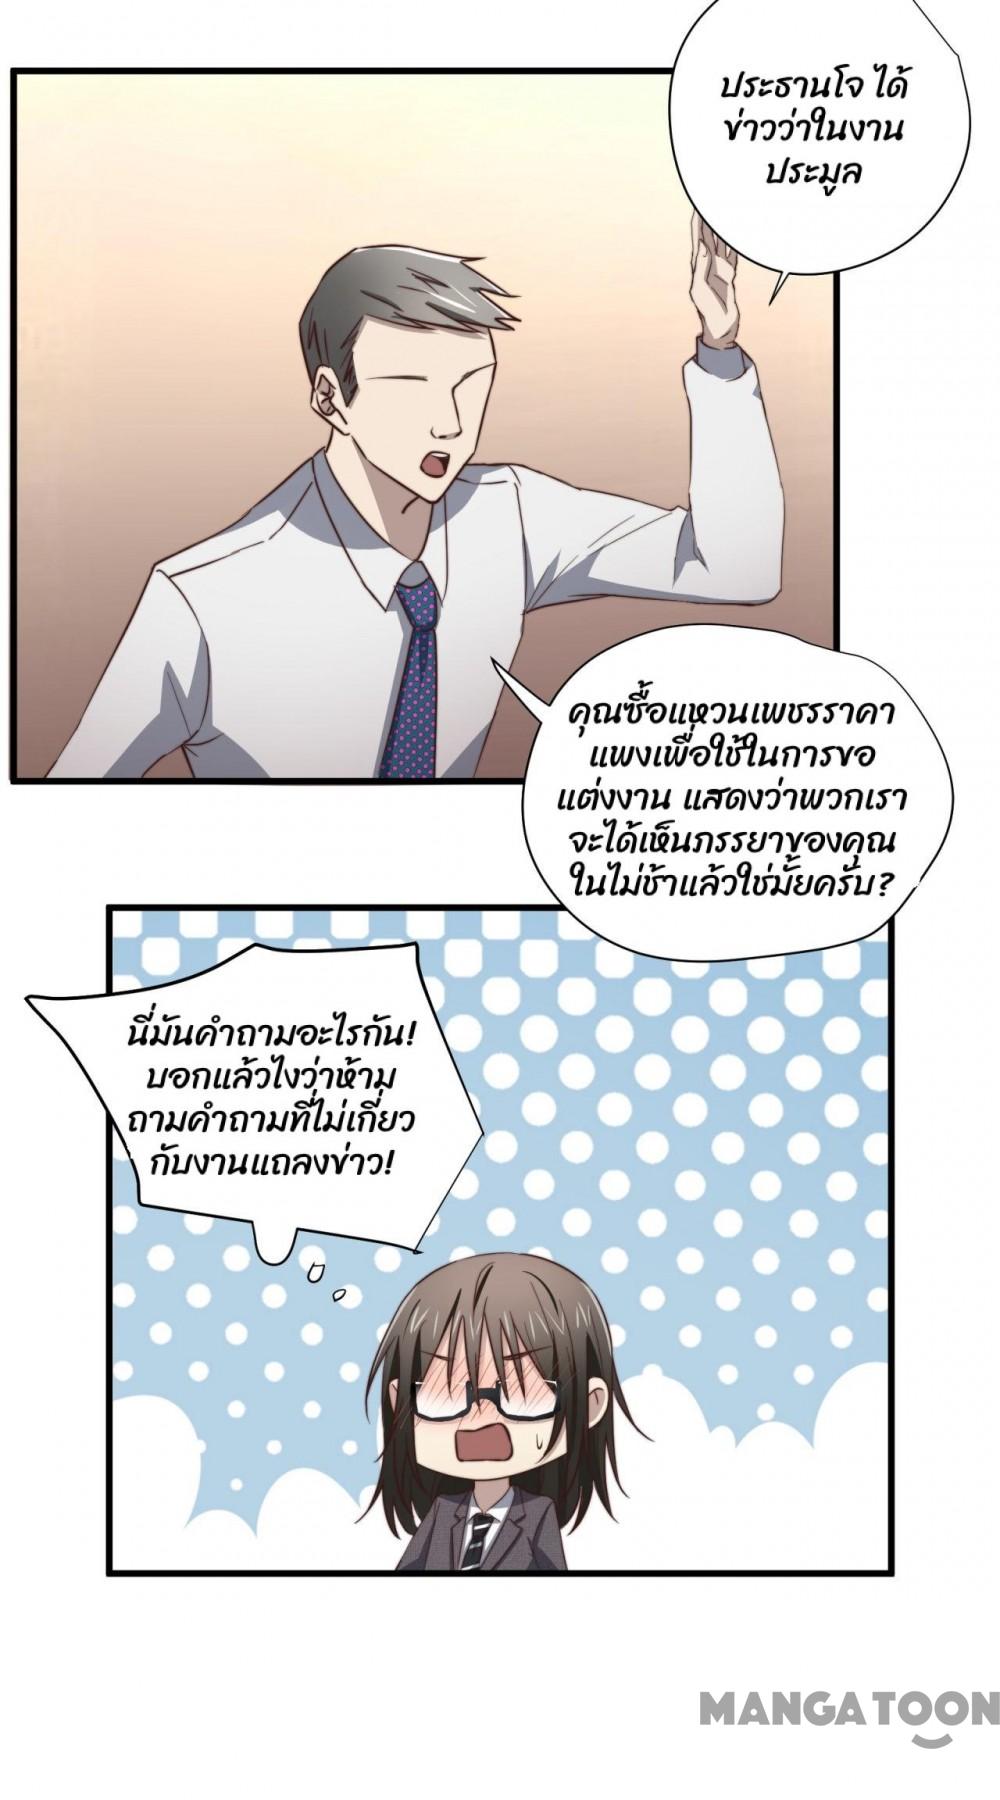 ประธานโจ ได้
ข่าวว่าในงาน
ประมูล
คุณซื้อแหวนเพชรราคา
แพงเพื่อใช้ในการขอ
แต่งงาน แสดงว่าพวกเรา
จะได้เห็นภรรยาของคุณ
ในไม่ช้าแล้วใช่มั้ยครับ?
นี่มันคำถามอะไรกัน!
บอกแล้วไงว่าห้าม
ถามคำถามที่ไม่เกี่ยว
กับงานแถลงข่าว!
MANGATOON